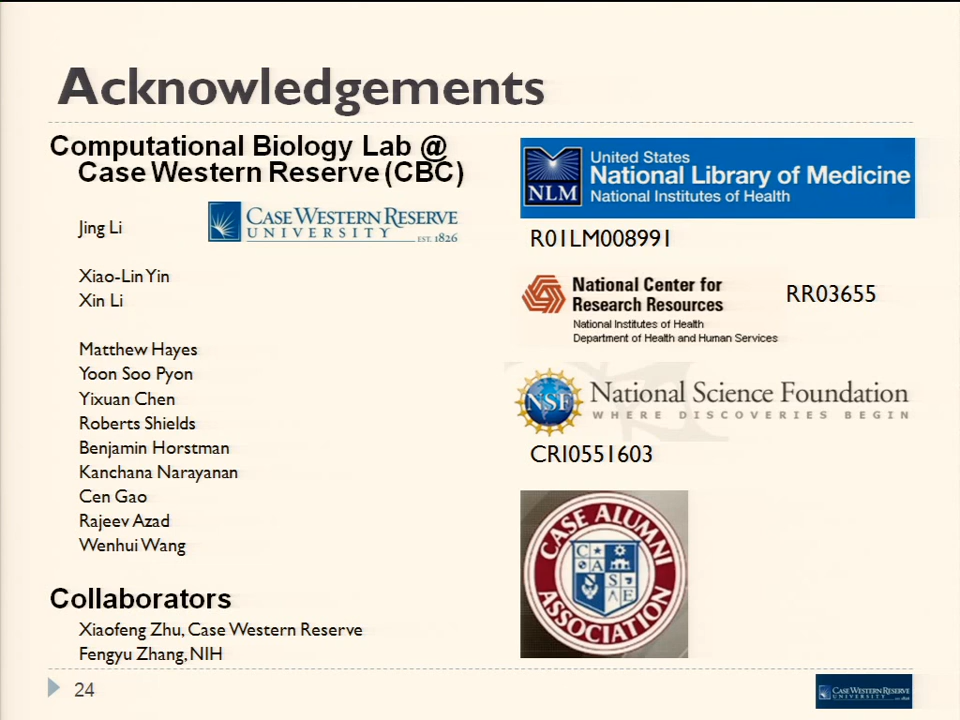 Acknowledgements
Computational Biology Lab @
Case Western Reserve (CBC)
Jing Li
CASE WESTERN RESERVE
UNIVERSITY EST. 1826
Xiao-Lin Yin
Xin Li
Matthew Hayes
Yoon Soo Pyon
Yixuan Chen
Roberts Shields
Benjamin Horstman
Kanchana Narayanan
Cen Gao
Rajeev Azad
Wenhui Wang
Collaborators
Xiaofeng Zhu, Case Western Reserve
Fengyu Zhang, NIH
NLM
United States
National Library of Medicine
National Institutes of Health
R01LM008991
National Center for
Research Resources
National Institutes of Health
Department of Health and Human Services
RR03655
NSF
National Science Foundation
WHERE DISCOVERIES BEGIN
CRI0551603
CASE ALUMNI
CASE
ASSOCIATION
24
CASE WESTERN RESERVE
UNIVERSITY